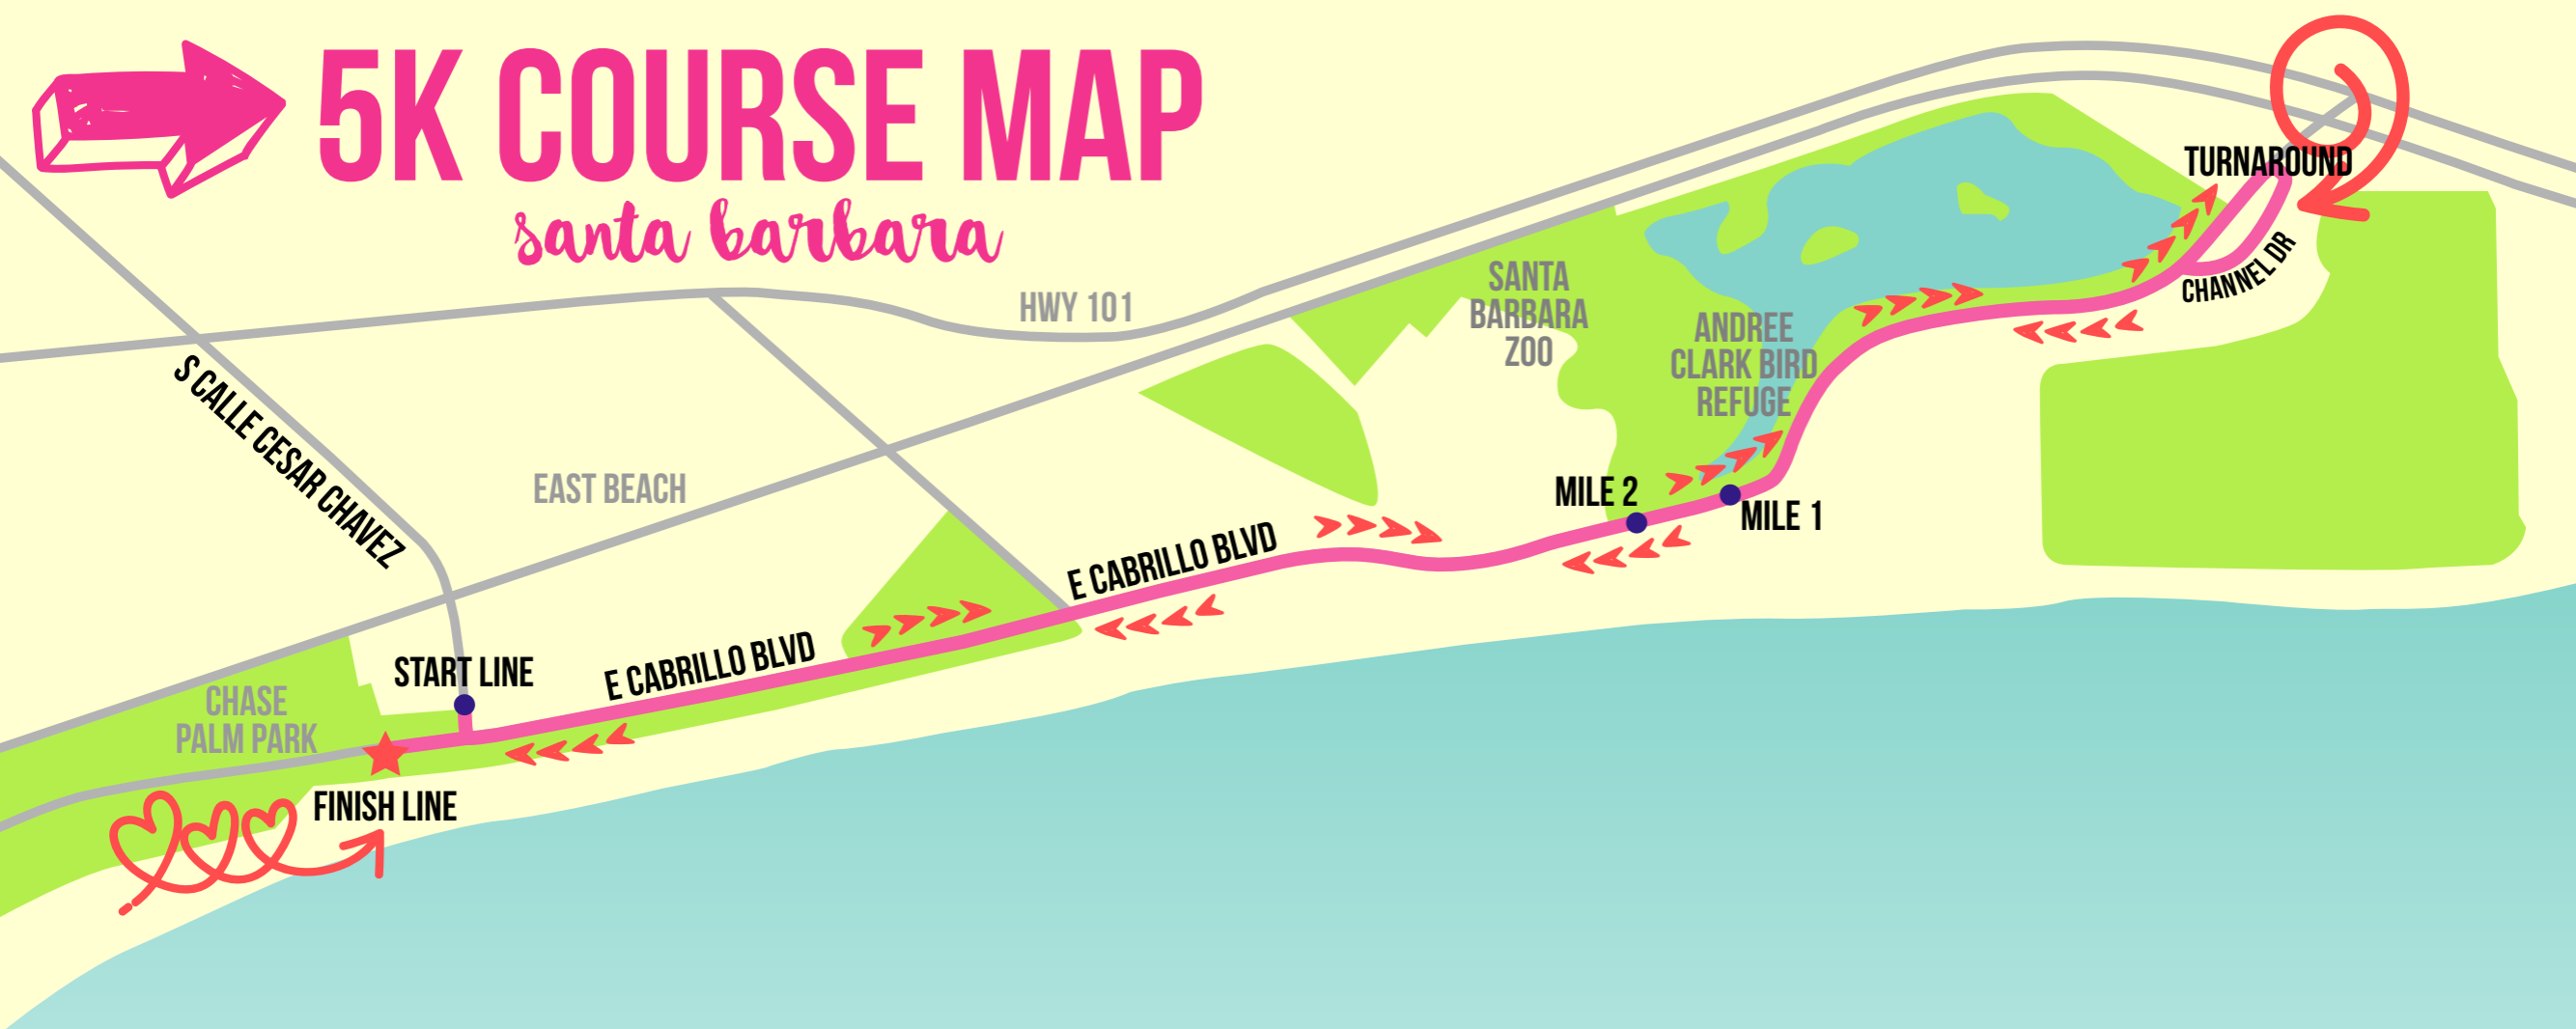 5K COURSE MAP
santa barbara
TURNAROUND
CHANNEL DR
HWY 101
SANTA
BARBARA
ZOO
ANDREE
CLARK BIRD
REFUGE
S CALLE CESAR CHAVEZ
EAST BEACH
MILE 2
MILE 1
E CABRILLO BLVD
E CABRILLO BLVD
START LINE
CHASE
PALM PARK
FINISH LINE